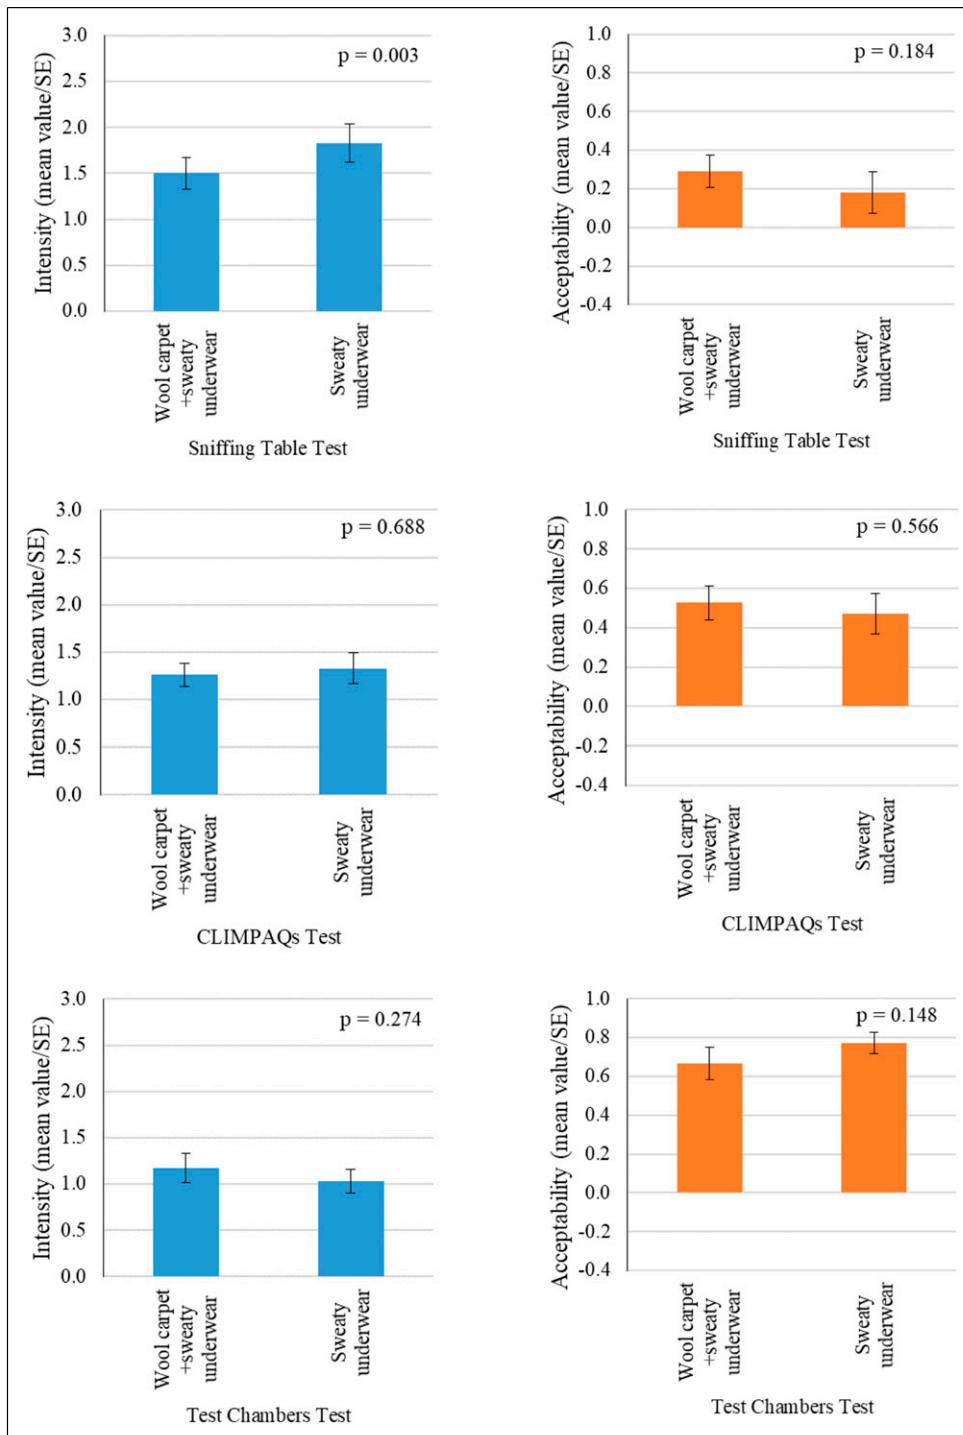 Intensity (mean value/SE)
3.0
2.5
2.0
1.5
1.0
0.5
0.0
p = 0.003
Wool carpet
+sweaty
underwear
Sweaty
underwear
Sniffing Table Test
Acceptability (mean value/SE)
1.0
0.8
0.6
0.4
0.2
0.0
-0.2
-0.4
p = 0.184
Wool carpet
+sweaty
underwear
Sweaty
underwear
Sniffing Table Test
Intensity (mean value/SE)
3.0
2.5
2.0
1.5
1.0
0.5
0.0
p = 0.688
Wool carpet
+sweaty
underwear
Sweaty
underwear
CLIMPAQs Test
Acceptability (mean value/SE)
1.0
0.8
0.6
0.4
0.2
0.0
-0.2
-0.4
p = 0.566
Wool carpet
+sweaty
underwear
Sweaty
underwear
CLIMPAQs Test
Intensity (mean value/SE)
3.0
2.5
2.0
1.5
1.0
0.5
0.0
p = 0.274
Wool carpet
+sweaty
underwear
Sweaty
underwear
Test Chambers Test
Acceptability (mean value/SE)
1.0
0.8
0.6
0.4
0.2
0.0
-0.2
-0.4
p = 0.148
Wool carpet
+sweaty
underwear
Sweaty
underwear
Test Chambers Test